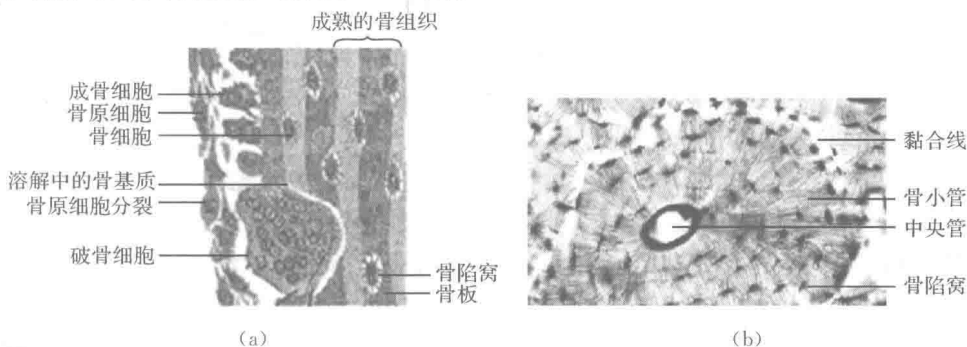 成熟的骨组织
成骨细胞
骨原细胞
骨细胞
溶解中的骨基质
骨原细胞分裂
破骨细胞
骨陷窝
骨板
(a)
黏合线
骨小管
中央管
骨陷窝
(b)